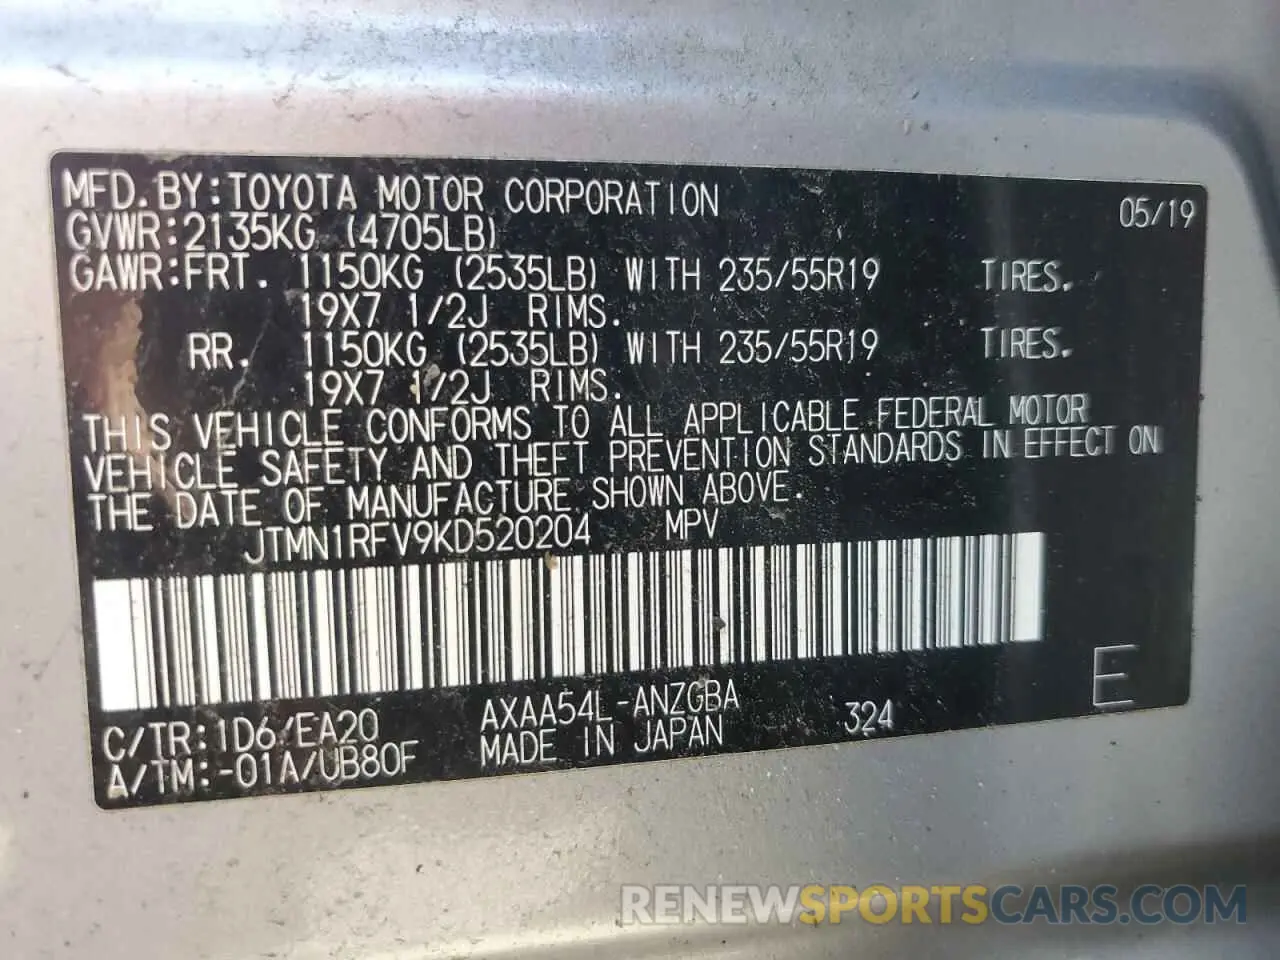 MFD. BY: TOYOTA MOTOR CORPORATION 05/19
GVWR: 2135KG (4705LB)
GAWR: FRT. 1150KG (2535LB) WITH 235/55R19 TIRES.
19X7 1/2J RIMS.
RR. 1150KG (2535LB) WITH 235/55R19 TIRES.
19X7 1/2J RIMS.
THIS VEHICLE CONFORMS TO ALL APPLICABLE FEDERAL MOTOR
VEHICLE SAFETY AND THEFT PREVENTION STANDARDS IN EFFECT ON
THE DATE OF MANUFACTURE SHOWN ABOVE.
JTMN1RFV9KD520204 MPV
E
C/TR: 1D6/EA20 AXAA54L-ANZGBA 324
A/TM: -01A/UB80F MADE IN JAPAN
RENEWSPORTSCARS.COM